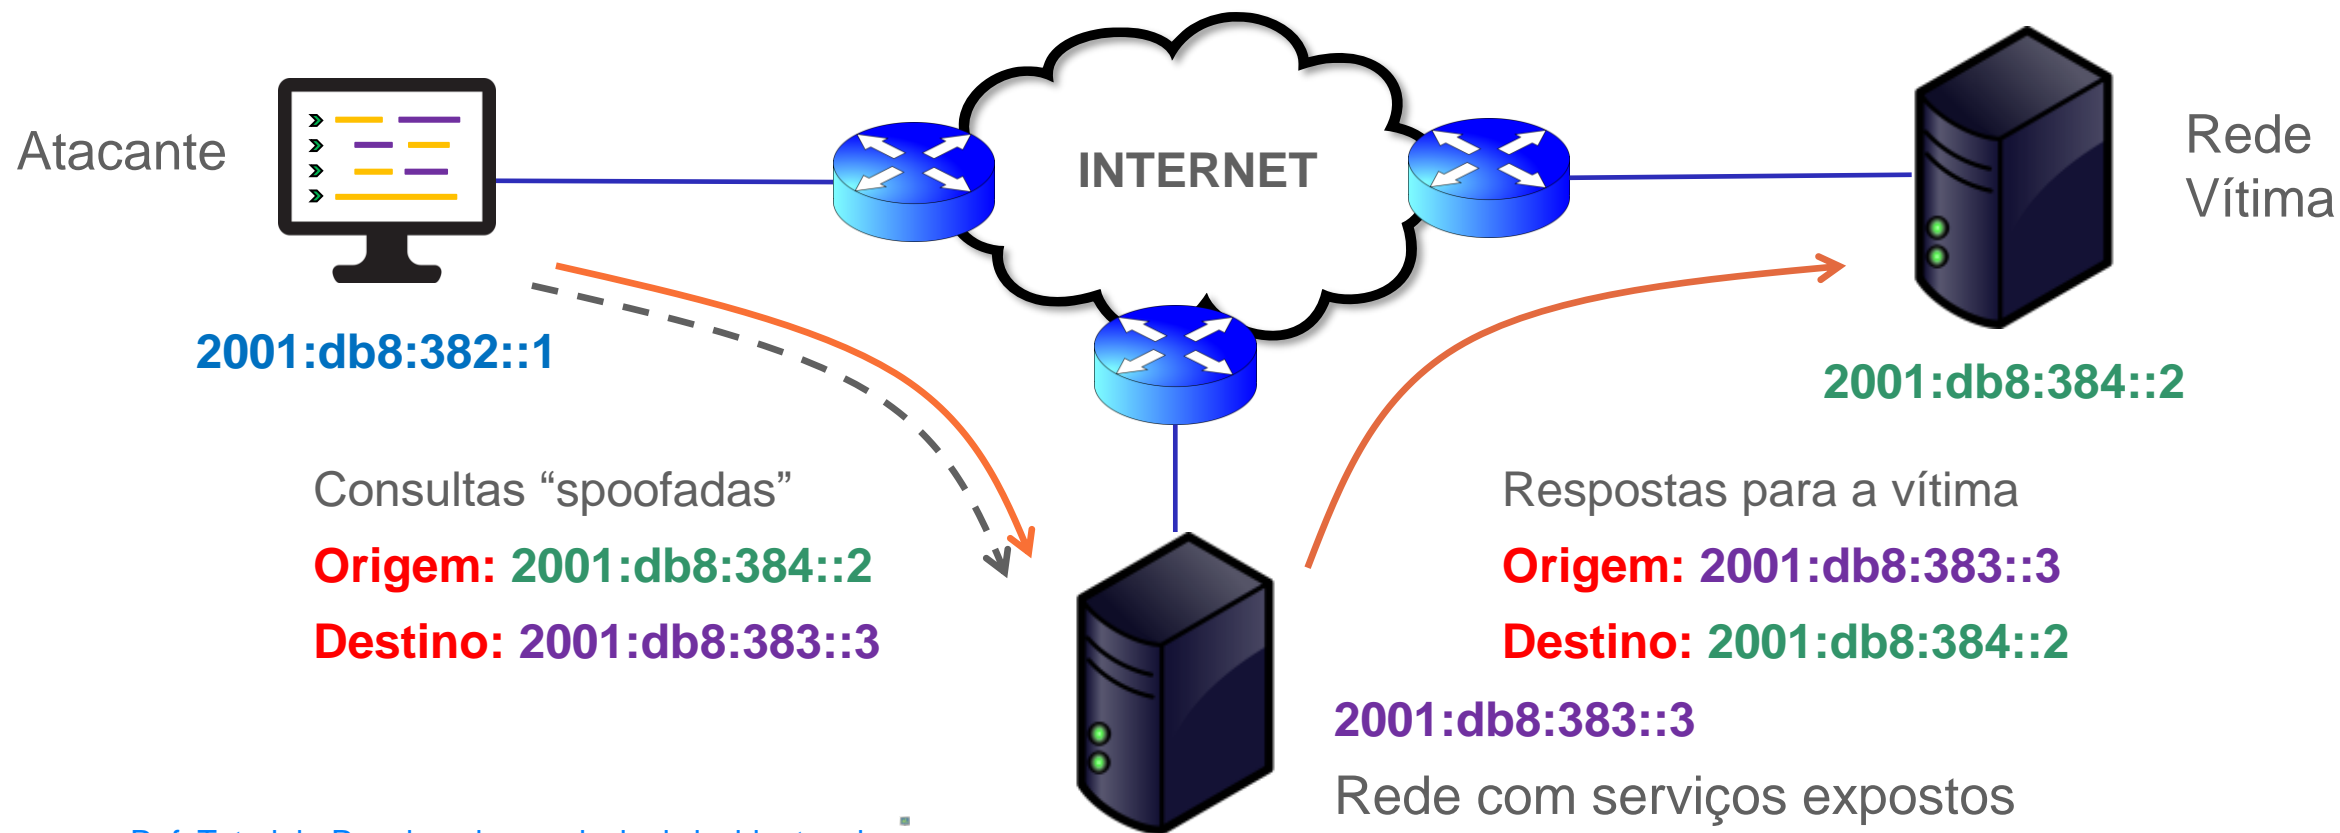 Atacante
INTERNET
Rede
Vítima
2001:db8:382::1
2001:db8:384::2
Consultas “spoofadas”
Origem: 2001:db8:384::2
Destino: 2001:db8:383::3
Respostas para a vítima
Origem: 2001:db8:383::3
Destino: 2001:db8:384::2
2001:db8:383::3
Rede com serviços expostos